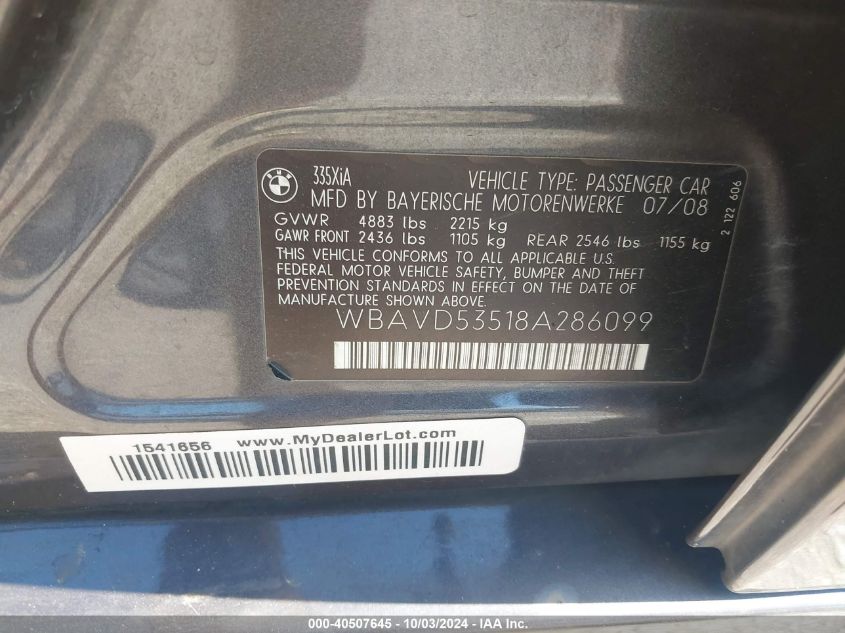 BMW
335XiA VEHICLE TYPE: PASSENGER CAR
MFD BY BAYERISCHE MOTORENWERKE 07/08
GVWR 4883 lbs 2215 kg
GAWR FRONT 2436 lbs 1105 kg REAR 2546 lbs 1155 kg
THIS VEHICLE CONFORMS TO ALL APPLICABLE U.S.
FEDERAL MOTOR VEHICLE SAFETY, BUMPER AND THEFT
PREVENTION STANDARDS IN EFFECT ON THE DATE OF
MANUFACTURE SHOWN ABOVE.
WBAVD53518A286099
2 122 606
1541656 www.MyDealerLot.com
000-40507645 - 10/03/2024 - IAA Inc.